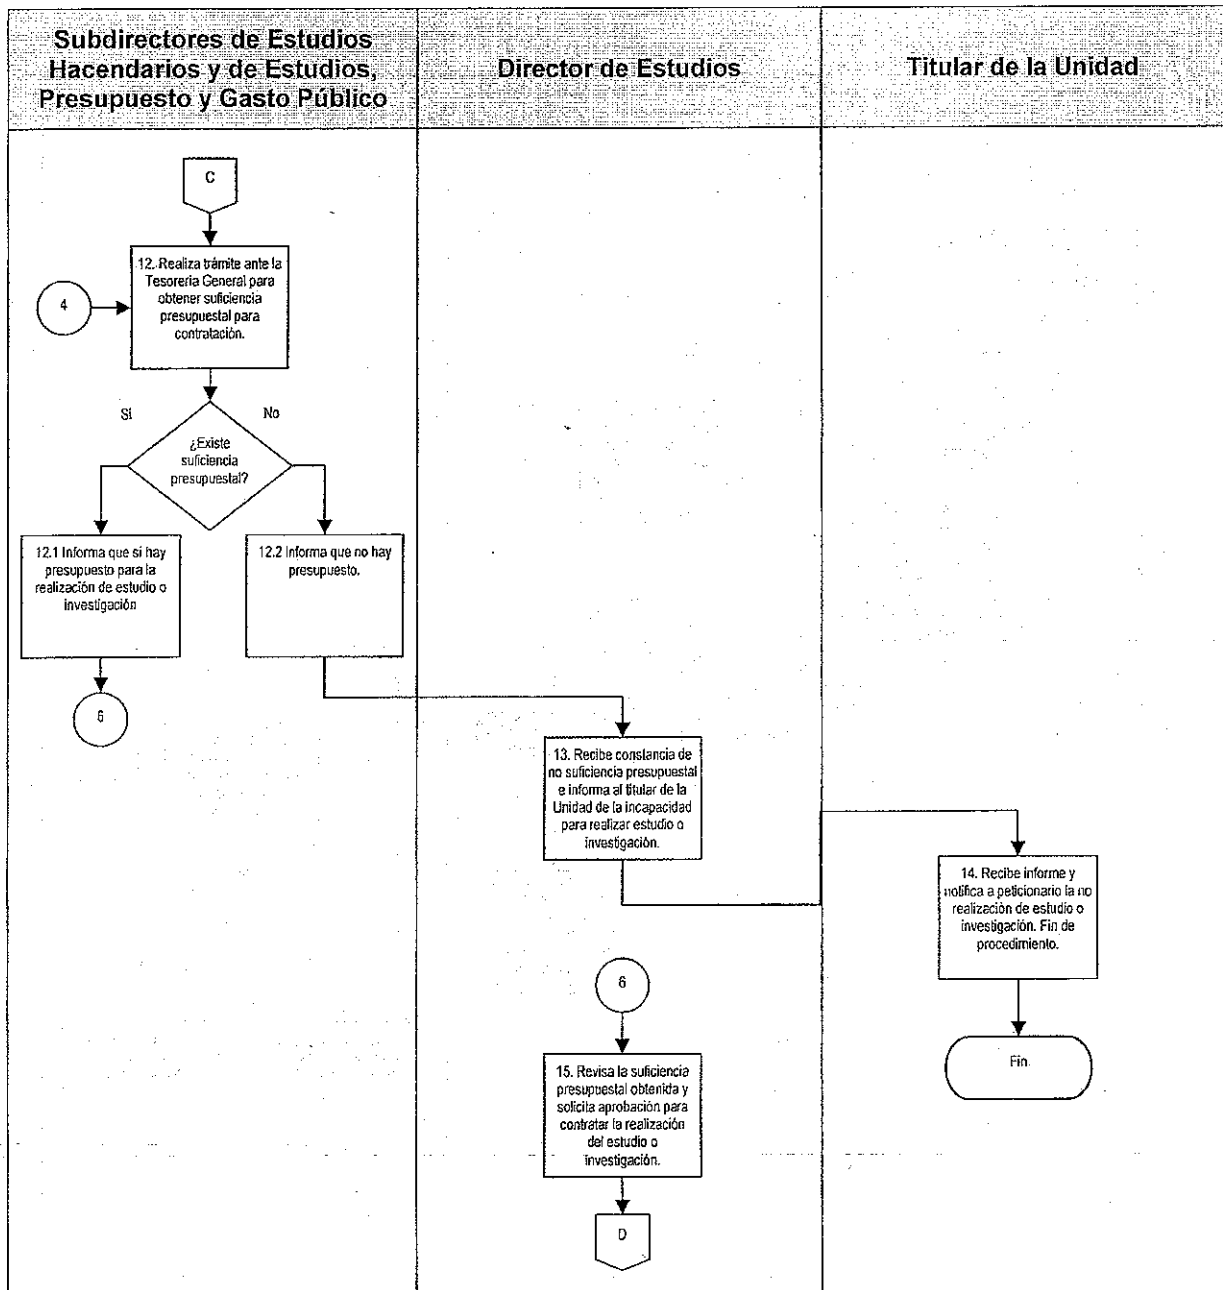 Subdirectores de Estudios
Hacendarios y de Estudios,
Presupuesto y Gasto Público
Director de Estudios
Titular de la Unidad
C
12. Realiza trámite ante la
Tesorería General para
obtener suficiencia
presupuestal para
contratación.
4
Si
No
¿Existe
suficiencia
presupuestal?
12.1 Informa que si hay
presupuesto para la
realización de estudio o
investigación
12.2 Informa que no hay
presupuesto.
6
13. Recibe constancia de
no suficiencia presupuestal
e informa al titular de la
Unidad de la incapacidad
para realizar estudio o
investigación.
14. Recibe informe y
notifica a peticionario la no
realización de estudio o
investigación. Fin de
procedimiento.
6
Fin.
15. Revisa la suficiencia
presupuestal obtenida y
solicita aprobación para
contratar la realización
del estudio o
investigación.
D